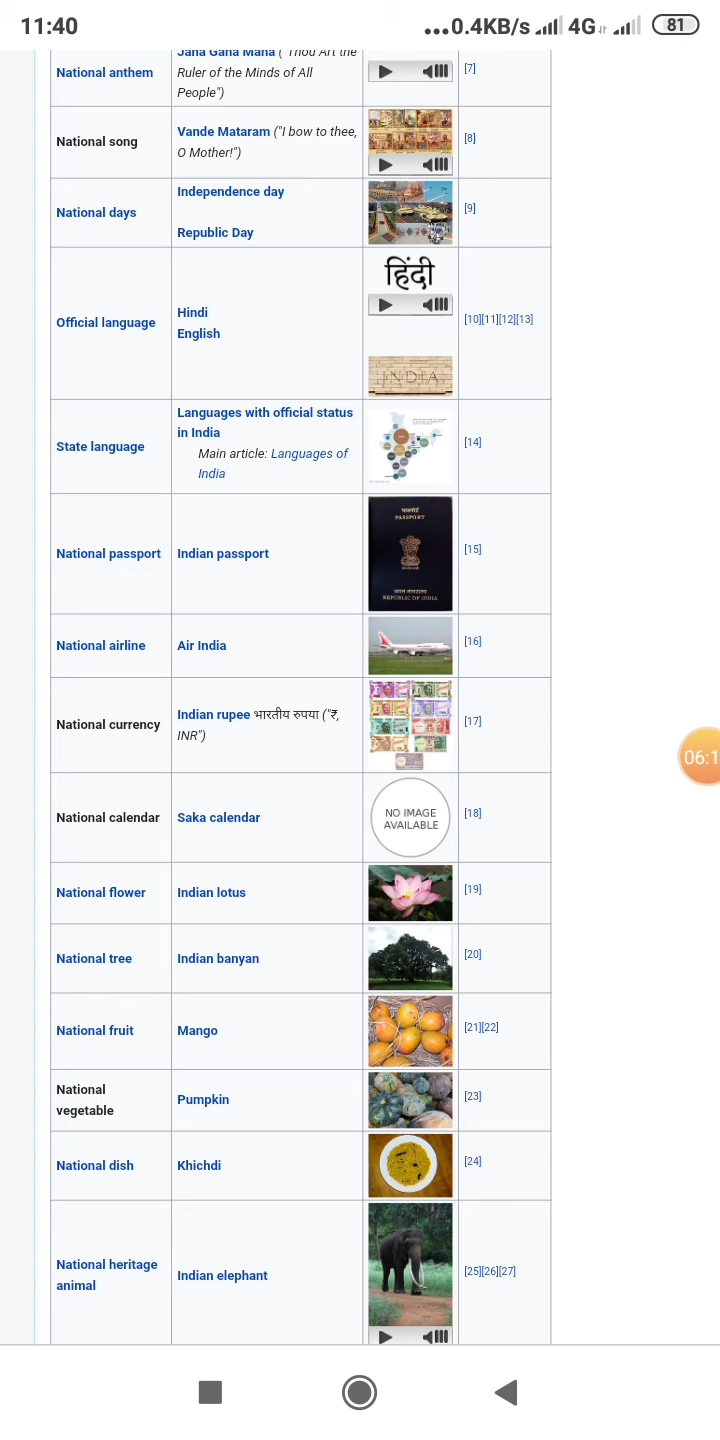 11:40
...0.4KB/s 4G 81
National anthem
Jana Gana Mana ("Thou Art the
Ruler of the Minds of All
People")
[7]
National song
Vande Mataram ("I bow to thee,
O Mother!")
[8]
National days
Independence day
Republic Day
[9]
Official language
Hindi
English
हिंदी
INDIA
[10][11][12][13]
State language
Languages with official status
in India
Main article: Languages of
India
[14]
National passport
Indian passport
PASSPORT
REPUBLIC OF INDIA
[15]
National airline
Air India
[16]
National currency
Indian rupee भारतीय रुपया ("₹,
INR")
[17]
06:1
National calendar
Saka calendar
NO IMAGE
AVAILABLE
[18]
National flower
Indian lotus
[19]
National tree
Indian banyan
[20]
National fruit
Mango
[21][22]
National
vegetable
Pumpkin
[23]
National dish
Khichdi
[24]
National heritage
animal
Indian elephant
[25][26][27]